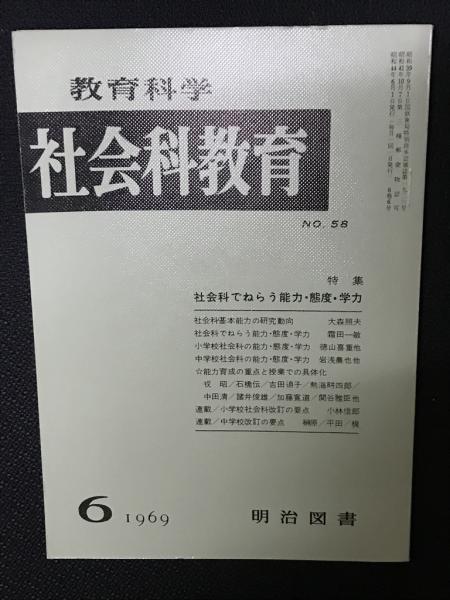 教育科学
社会科教育
NO. 58
特集
社会科でねらう能力・態度・学力
社会科基本能力の研究動向 大森照夫
社会科でねらう能力・態度・学力 霜田一敏
小学校社会科の能力・態度・学力 徳山喜重他
中学校社会科の能力・態度・学力 岩浅農也他
☆能力育成の重点と授業での具体化
昭/石橋伝/吉田迪子/熱海明四郎/
中田清/諸井俊雄/加藤寛道/関谷雅臣他
連載/小学校社会科改訂の要点 小林信郎
連載/中学校改訂の要点 榊原/平田/梶
6 1969
明治図書